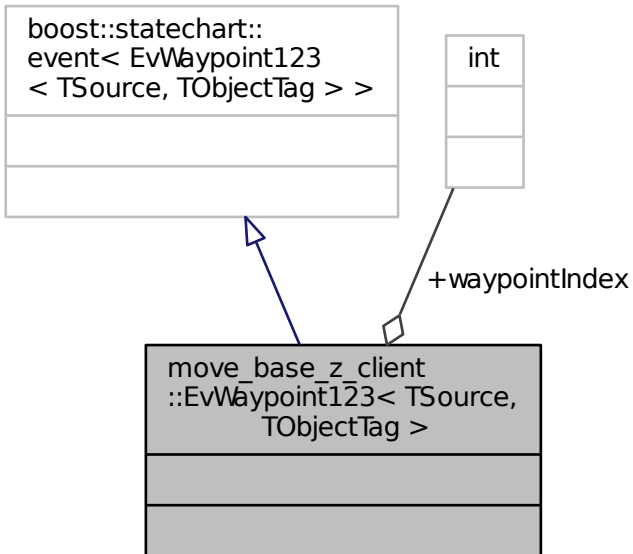 boost::statechart::
event< EvWaypoint123
< TSource, TObjectTag > >
int
+waypointIndex
move_base_z_client
::EvWaypoint123< TSource,
TObjectTag >